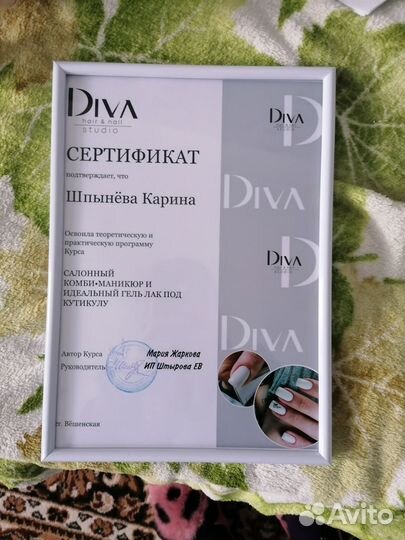 DIVA
hair & nail
studio
СЕРТИФИКАТ
подтверждает, что
Шпынёва Карина
Освоила теоретическую и
практическую программу
Курса
САЛОННЫЙ
КОМБИ•МАНИКЮР И
ИДЕАЛЬНЫЙ ГЕЛЬ ЛАК ПОД
КУТИКУЛУ
Автор Курса Мария Жаркова
Руководитель ИП Штырова ЕВ
ст. Вёшенская
DIVA
DIVA
DIVA
DIVA
Avito